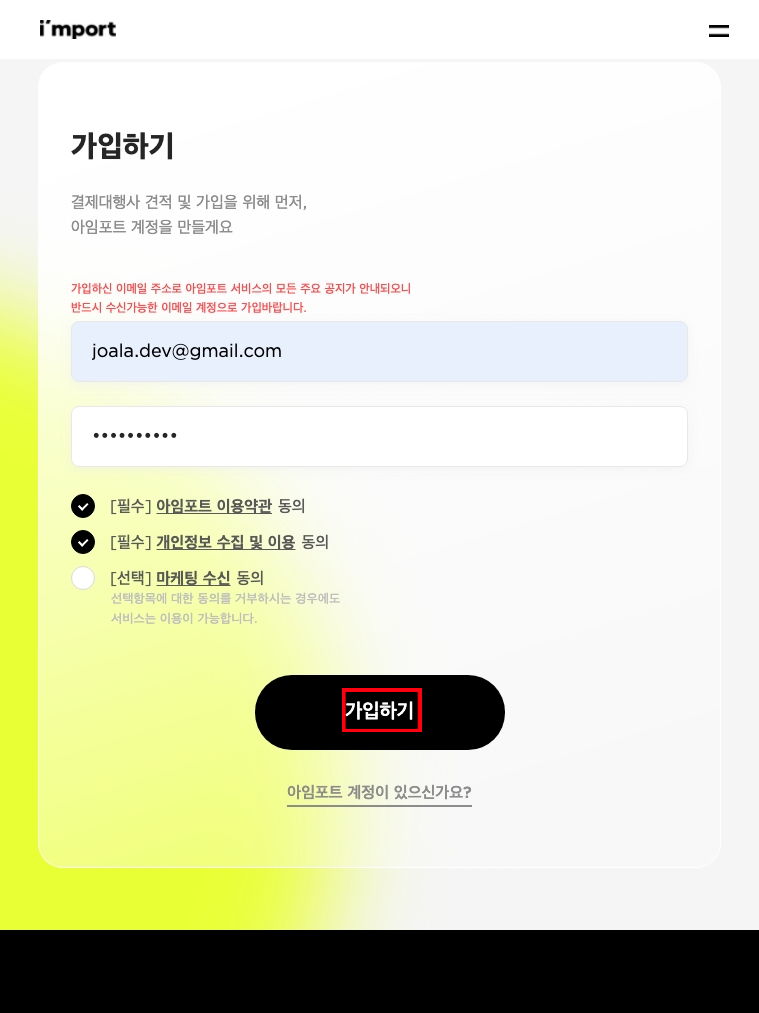 i'mport
가입하기
결제대행사 견적 및 가입을 위해 먼저,
아임포트 계정을 만들게요
가입하신 이메일 주소로 아임포트 서비스의 모든 주요 공지가 안내되오니
반드시 수신가능한 이메일 계정으로 가입바랍니다.
joala.dev@gmail.com
••••••••••
[필수] 아임포트 이용약관 동의
[필수] 개인정보 수집 및 이용 동의
[선택] 마케팅 수신 동의
선택항목에 대한 동의를 거부하시는 경우에도
서비스는 이용이 가능합니다.
가입하기
아임포트 계정이 있으신가요?